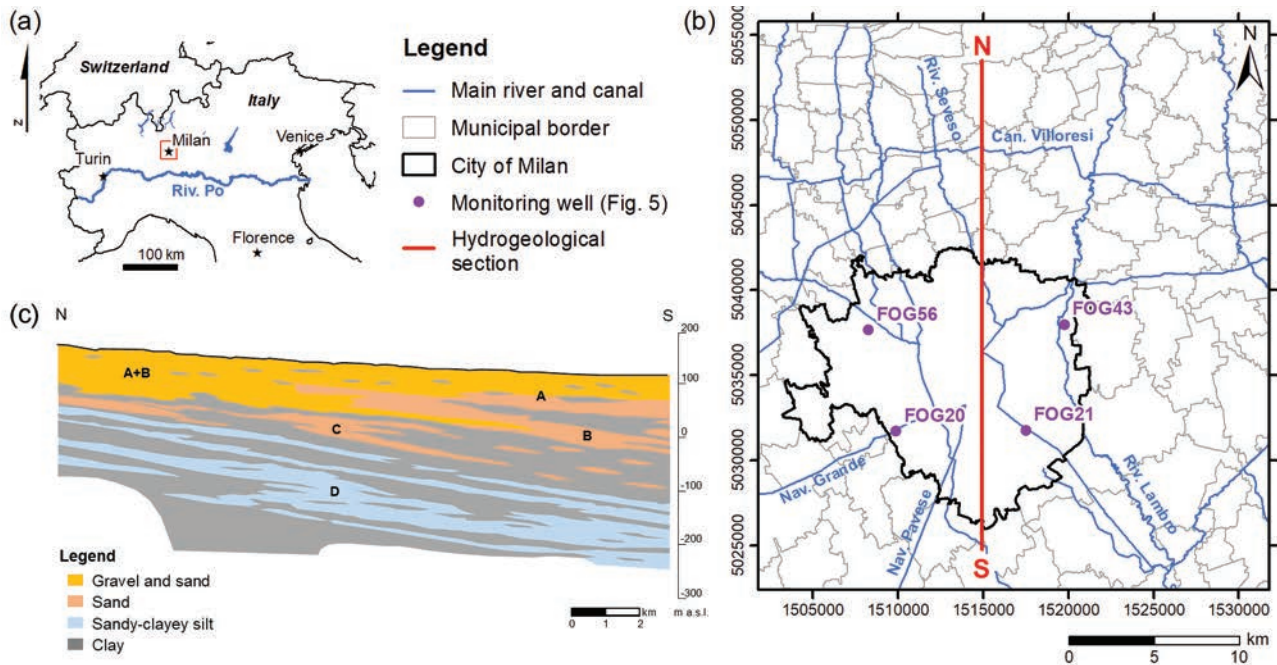 (a)
N
Switzerland
Italy
Milan
Venice
Turin
Riv. Po
Florence
100 km
Legend
Main river and canal
Municipal border
City of Milan
Monitoring well (Fig. 5)
Hydrogeological
section
(b)
5055000
5050000
5045000
5040000
5035000
5030000
5025000
N
N
Riv. Seveso
Can. Villoresi
FOG56
FOG43
FOG20
FOG21
Nav. Grande
Nav. Pavese
Riv. Lambro
S
1505000
1510000
1515000
1520000
1525000
1530000
0 5 10
km
(c)
N
S
200
100
0
-100
-200
-300
m a.s.l.
A+B
A
C
B
D
Legend
Gravel and sand
Sand
Sandy-clayey silt
Clay
km
0 1 2